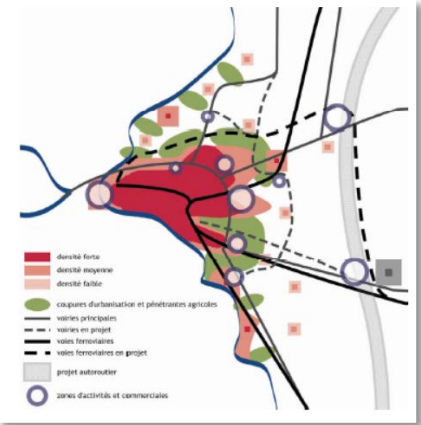 densité forte
densité moyenne
densité faible
coupures d'urbanisation et pénétrantes agricoles
voiries principales
voiries en projet
voies ferroviaires
voies ferroviaires en projet
projet autoroutier
zones d'activités et commerciales